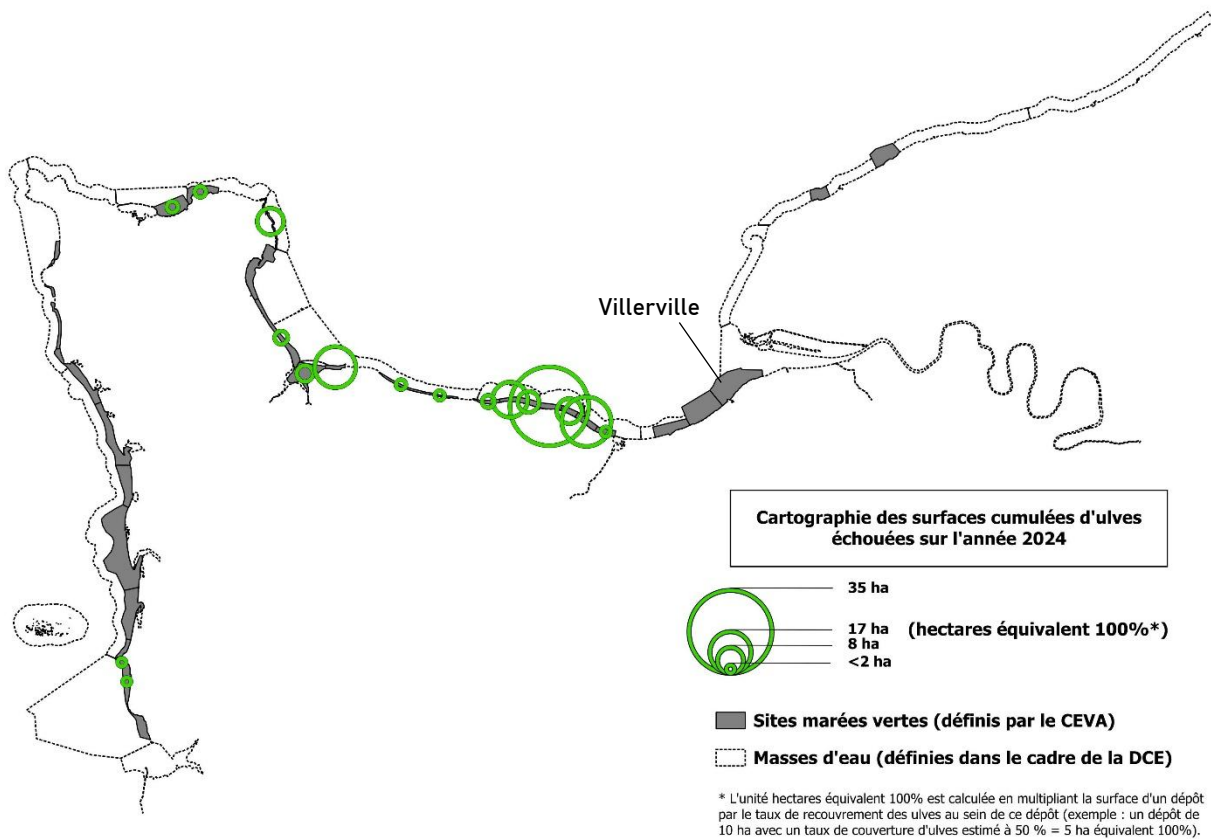 Villerville
Cartographie des surfaces cumulées d'ulves
échouées sur l'année 2024
35 ha
17 ha
(hectares équivalent 100%*)
8 ha
<2 ha
Sites marées vertes (définis par le CEVA)
Masses d'eau (définies dans le cadre de la DCE)
* L'unité hectares équivalent 100% est calculée en multipliant la surface d'un dépôt
par le taux de recouvrement des ulves au sein de ce dépôt (exemple : un dépôt de
10 ha avec un taux de couverture d'ulves estimé à 50 % = 5 ha équivalent 100%).